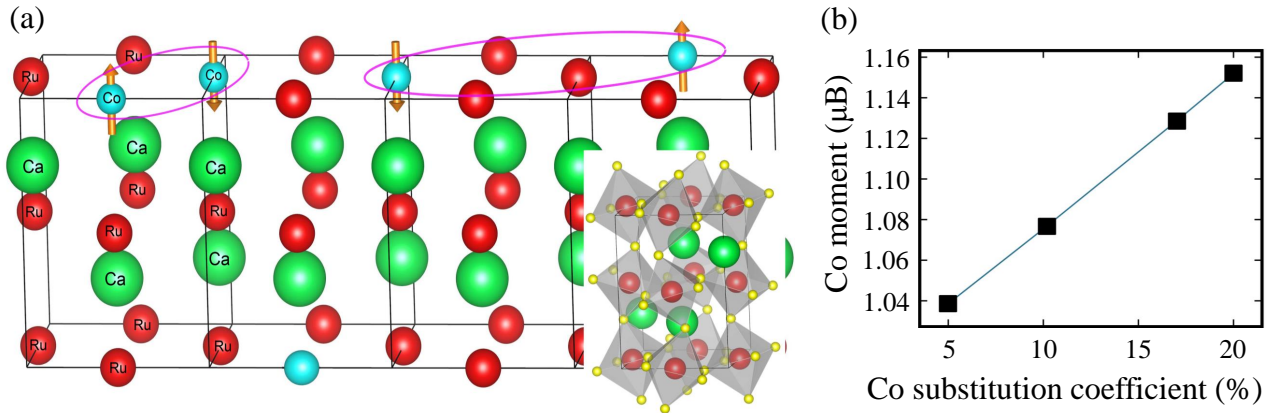 (a)
Ru
Ru
Co
Co
Ca
Ca
Ca
Ru
Ru
Ru
Ru
Ca
Ca
Ru
Ru
Ru
Ru
(b)
Co moment (μB)
1.16
1.14
1.12
1.10
1.08
1.06
1.04
5
10
15
20
Co substitution coefficient (%)